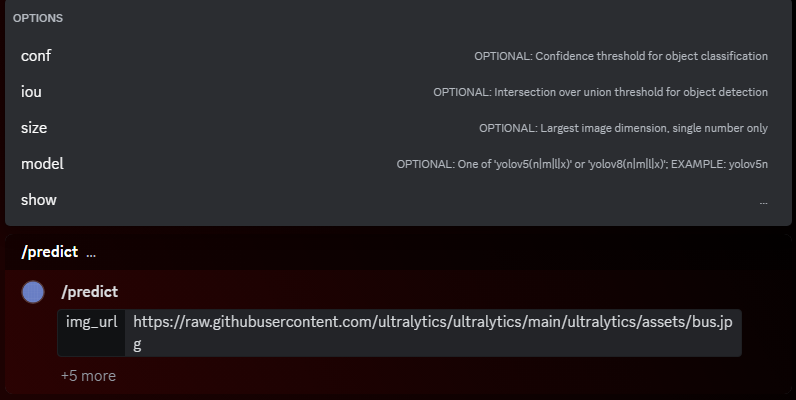 OPTIONS
conf OPTIONAL: Confidence threshold for object classification
iou OPTIONAL: Intersection over union threshold for object detection
size OPTIONAL: Largest image dimension, single number only
model OPTIONAL: One of 'yolov5(n|m|l|x)' or 'yolov8(n|m|l|x)'; EXAMPLE: yolov5n
show ...
/predict ...
/predict
img_url https://raw.githubusercontent.com/ultralytics/ultralytics/main/ultralytics/assets/bus.jp
g
+5 more